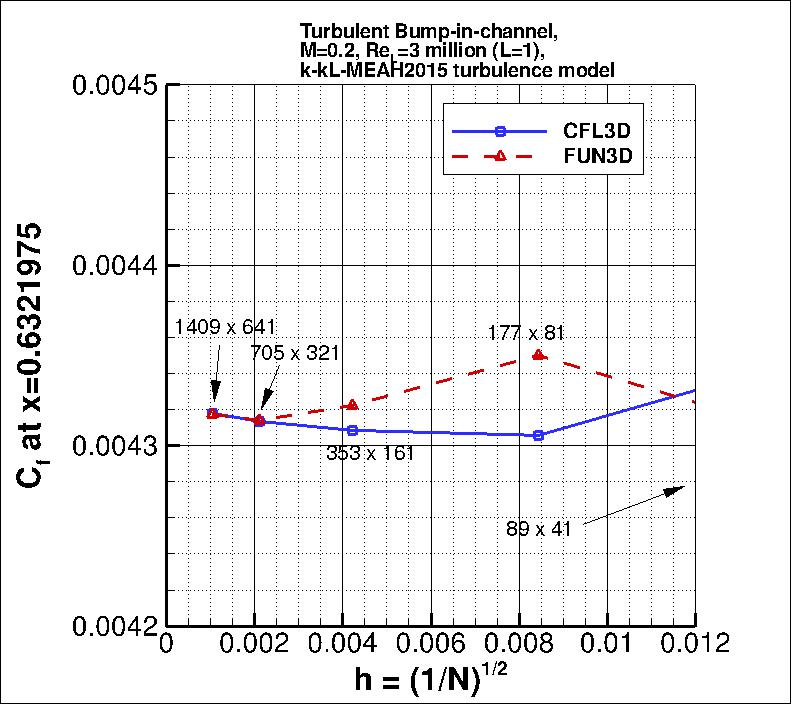 Turbulent Bump-in-channel,
M=0.2, Re_L=3 million (L=1),
k-kL-MEAH2015 turbulence model
CFL3D
FUN3D
C_f at x=0.6321975
0.0045
0.0044
0.0043
0.0042
1409 x 641
705 x 321
353 x 161
177 x 81
89 x 41
0 0.002 0.004 0.006 0.008 0.01 0.012
h = (1/N)^1/2